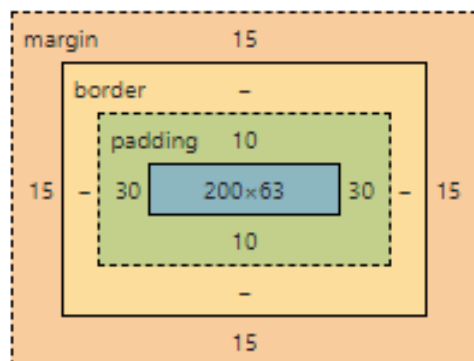 margin 15
border –
padding 10
15 – 30 200×63 30 – 15
10
–
15